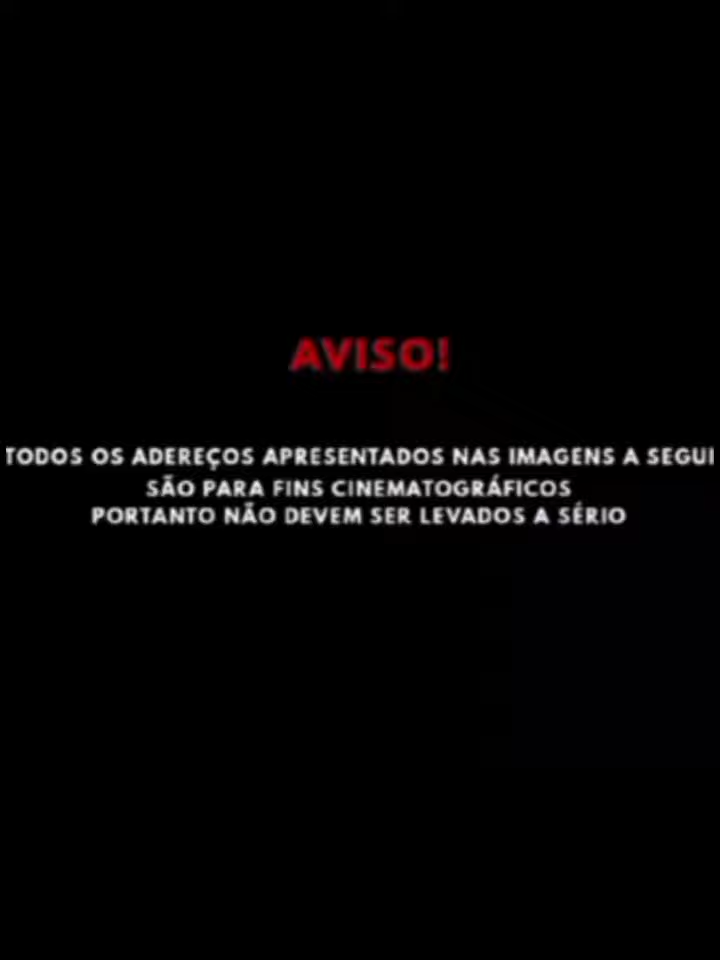 AVISO!
TODOS OS ADEREÇOS APRESENTADOS NAS IMAGENS A SEGUI
SÃO PARA FINS CINEMATOGRÁFICOS
PORTANTO NÃO DEVEM SER LEVADOS A SÉRIO